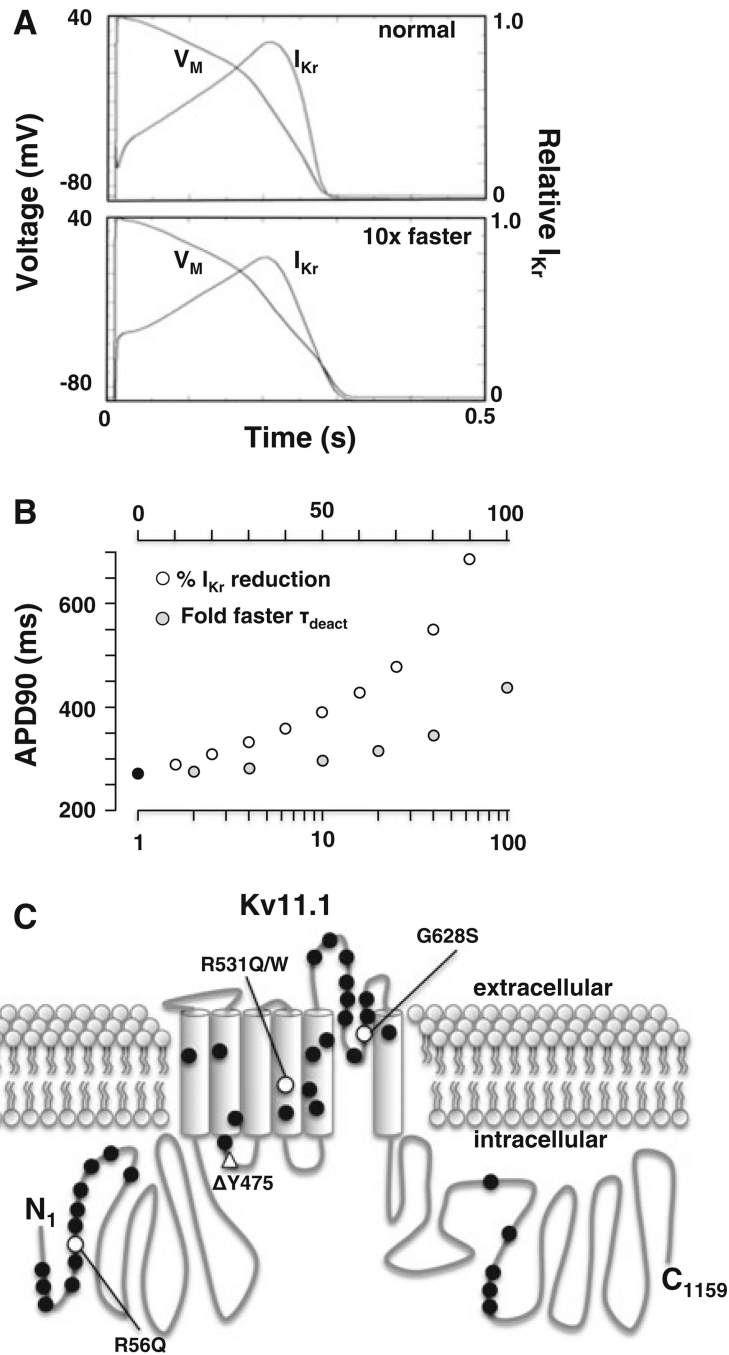 A
40
normal
1.0
V_M
I_Kr
-80
0
Voltage (mV)
Relative I_Kr
40
10x faster
1.0
V_M
I_Kr
-80
0
0
0.5
Time (s)
B
0
50
100
% I_Kr reduction
Fold faster τ_deact
APD90 (ms)
600
400
200
1
10
100
C
Kv11.1
G628S
R531Q/W
extracellular
intracellular
ΔY475
N_1
C_1159
R56Q